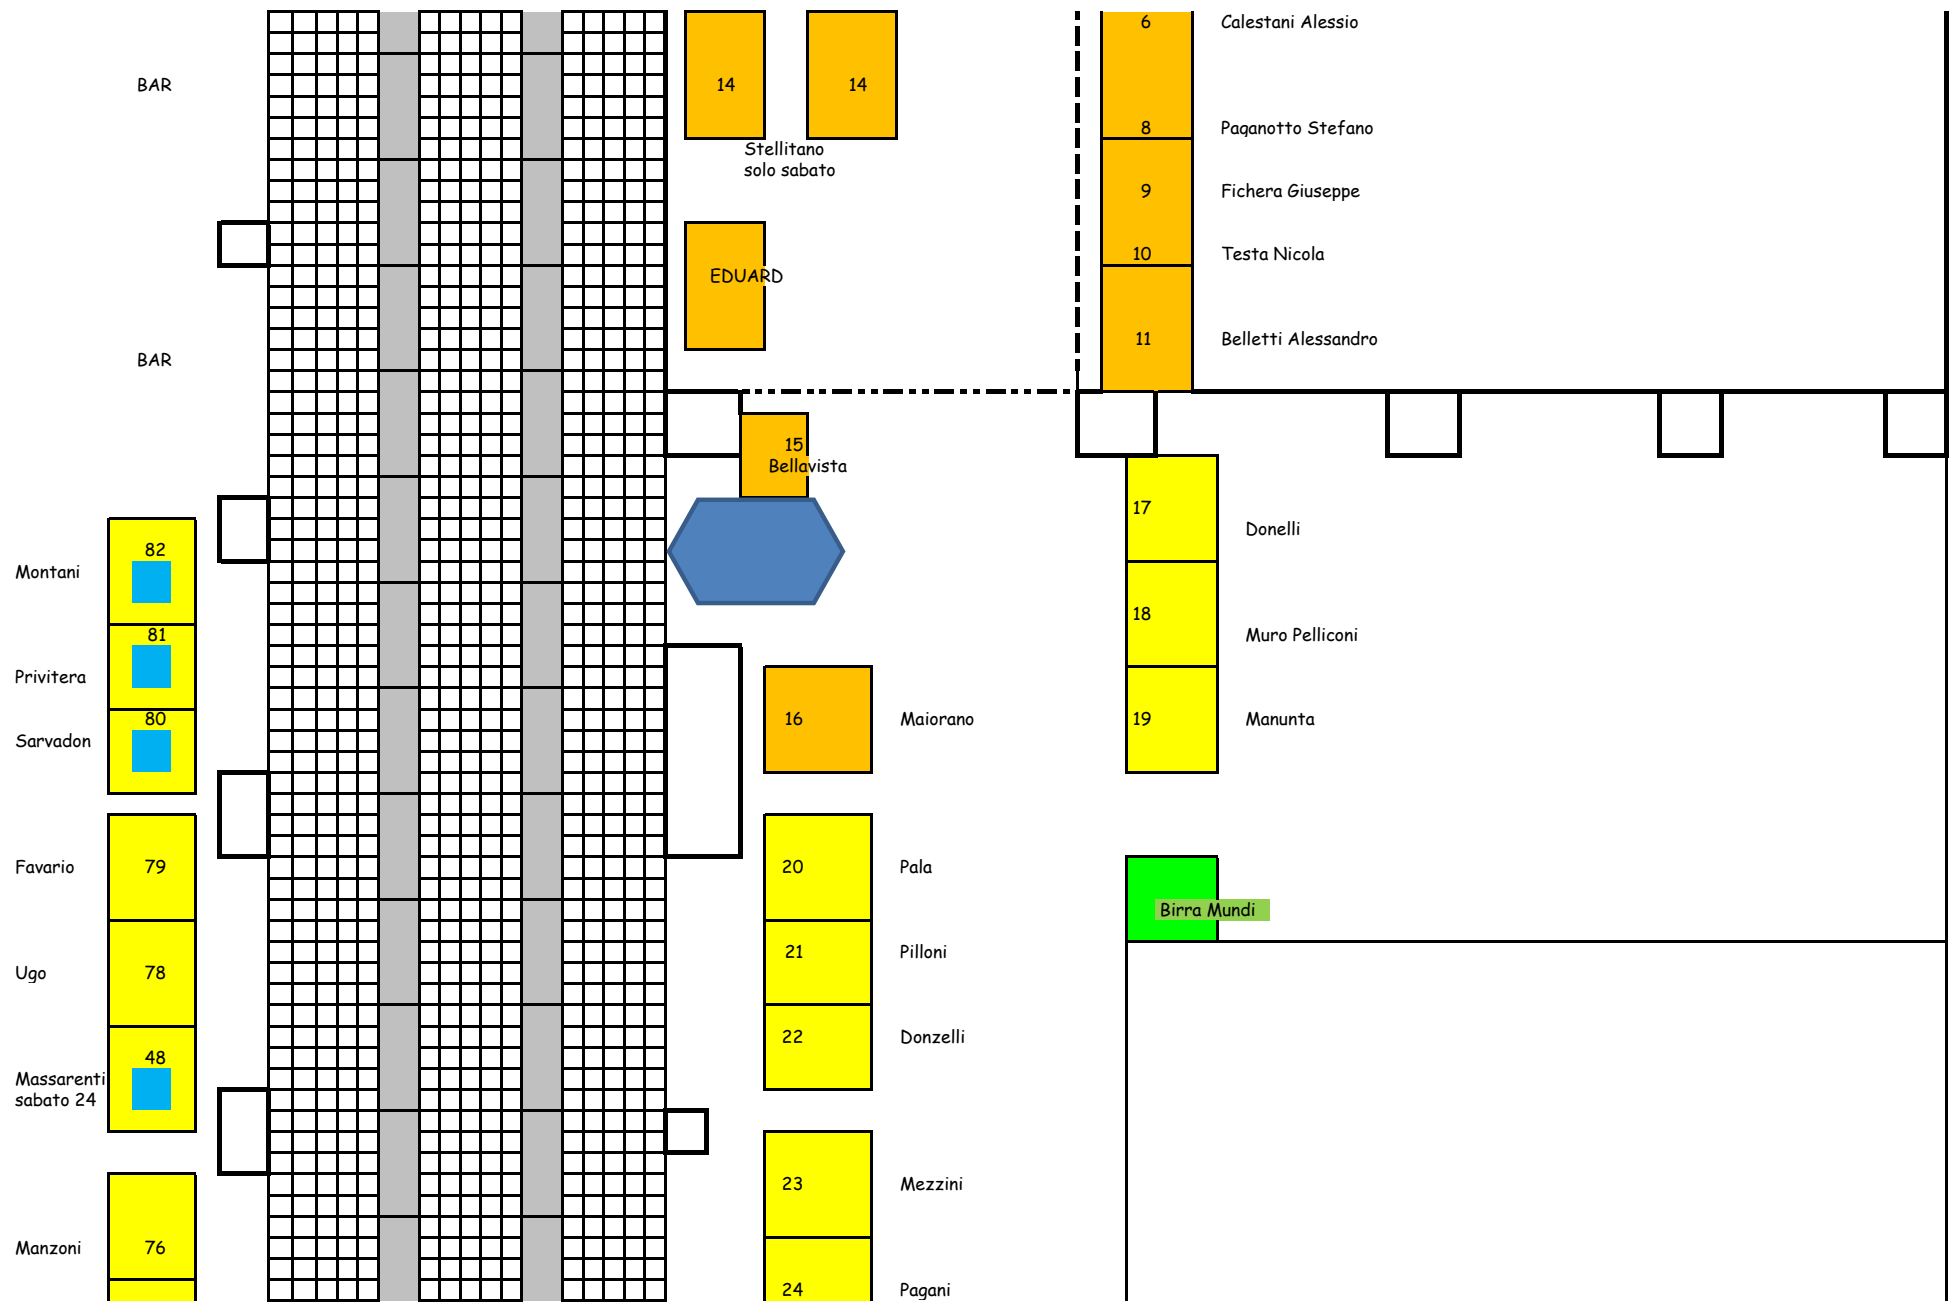 6 Calestani Alessio
BAR
14
14
8 Paganotto Stefano
Stellitano
solo sabato
9 Fichera Giuseppe
10 Testa Nicola
EDUARD
11 Belletti Alessandro
BAR
15
Bellavista
17
Donelli
82
Montani
18
Muro Pelliconi
81
Privitera
80
Sarvadon
16 Maiorano
19 Manunta
Favario 79
20 Pala
Birra Mundi
21 Pilloni
Ugo 78
22 Donzelli
48
Massarenti
sabato 24
23 Mezzini
Manzoni 76
24 Pagani